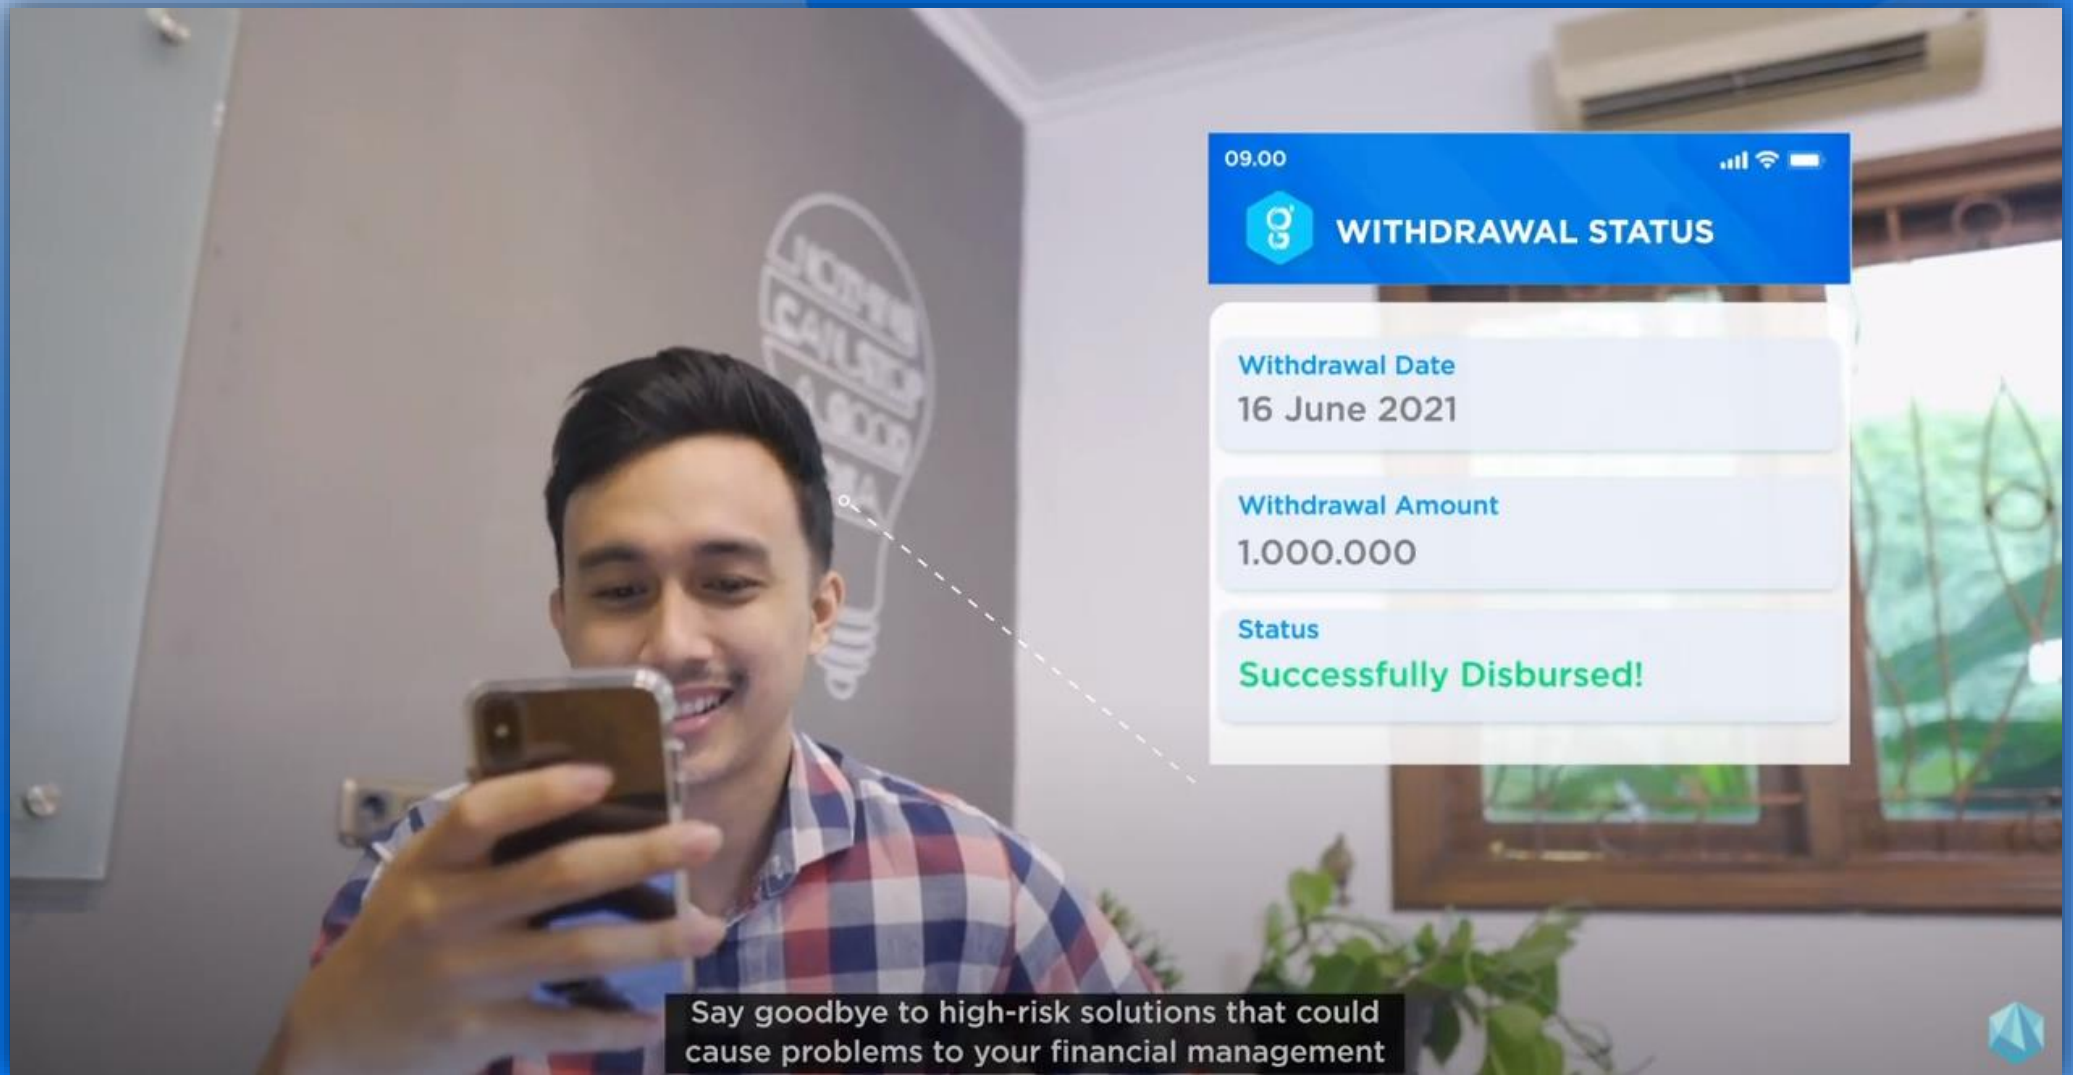 09.00
WITHDRAWAL STATUS
Withdrawal Date
16 June 2021
Withdrawal Amount
1.000.000
Status
Successfully Disbursed!
Say goodbye to high-risk solutions that could
cause problems to your financial management